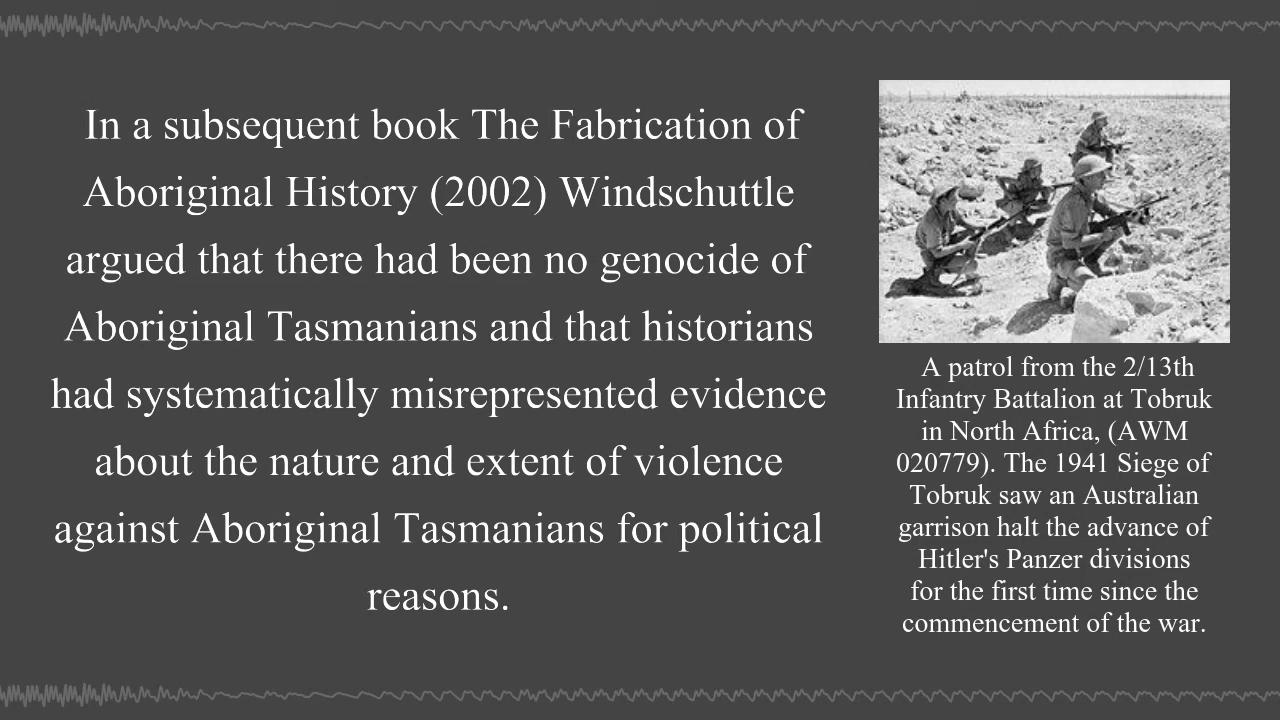 In a subsequent book The Fabrication of
Aboriginal History (2002) Windschuttle
argued that there had been no genocide of
Aboriginal Tasmanians and that historians
had systematically misrepresented evidence
about the nature and extent of violence
against Aboriginal Tasmanians for political
reasons.
A patrol from the 2/13th
Infantry Battalion at Tobruk
in North Africa, (AWM
020779). The 1941 Siege of
Tobruk saw an Australian
garrison halt the advance of
Hitler's Panzer divisions
for the first time since the
commencement of the war.